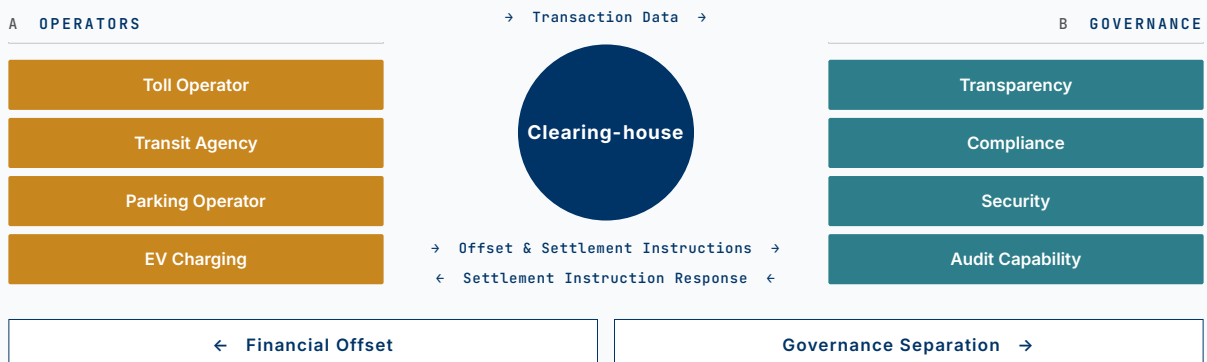 A OPERATORS
Toll Operator
Transit Agency
Parking Operator
EV Charging
→ Transaction Data →
Clearing-house
→ Offset & Settlement Instructions →
← Settlement Instruction Response ←
B GOVERNANCE
Transparency
Compliance
Security
Audit Capability
← Financial Offset
Governance Separation →